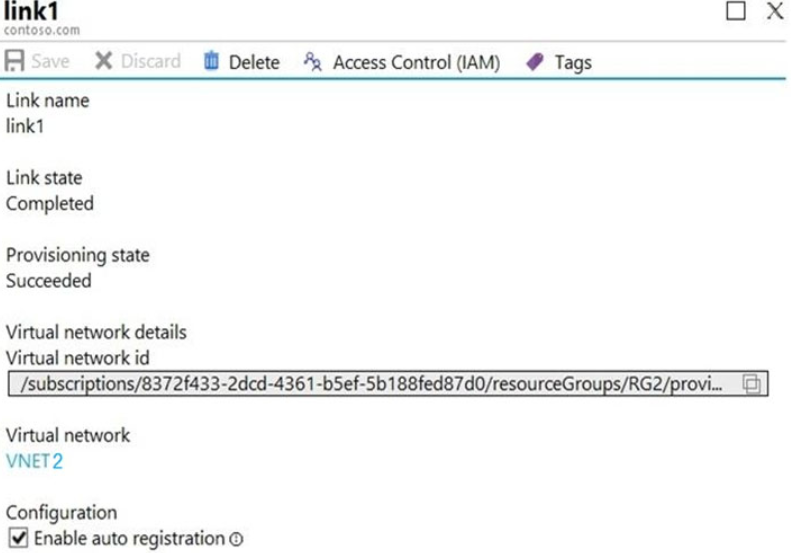 link1
contoso.com
Save Discard Delete Access Control (IAM) Tags
Link name
link1
Link state
Completed
Provisioning state
Succeeded
Virtual network details
Virtual network id
/subscriptions/8372f433-2dcd-4361-b5ef-5b188fed87d0/resourceGroups/RG2/provi...
Virtual network
VNET2
Configuration
Enable auto registration